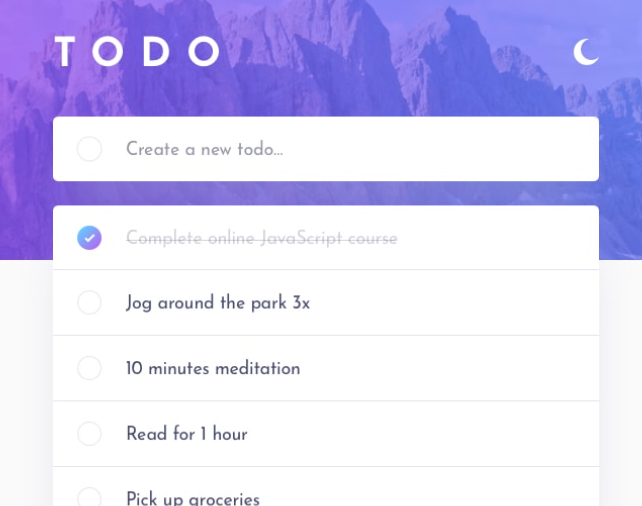 TODO
Create a new todo...
Complete online JavaScript course
Jog around the park 3x
10 minutes meditation
Read for 1 hour
Pick up groceries